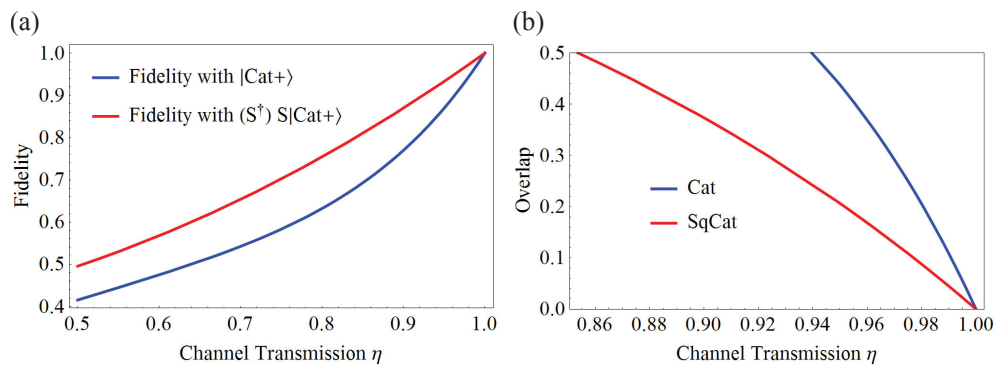 (a)
1.0
0.9
0.8
0.7
0.6
0.5
0.4
Fidelity
Fidelity with |Cat+⟩
Fidelity with (S†) S|Cat+⟩
0.5 0.6 0.7 0.8 0.9 1.0
Channel Transmission η
(b)
0.5
0.4
0.3
0.2
0.1
0.0
Overlap
Cat
SqCat
0.86 0.88 0.90 0.92 0.94 0.96 0.98 1.00
Channel Transmission η